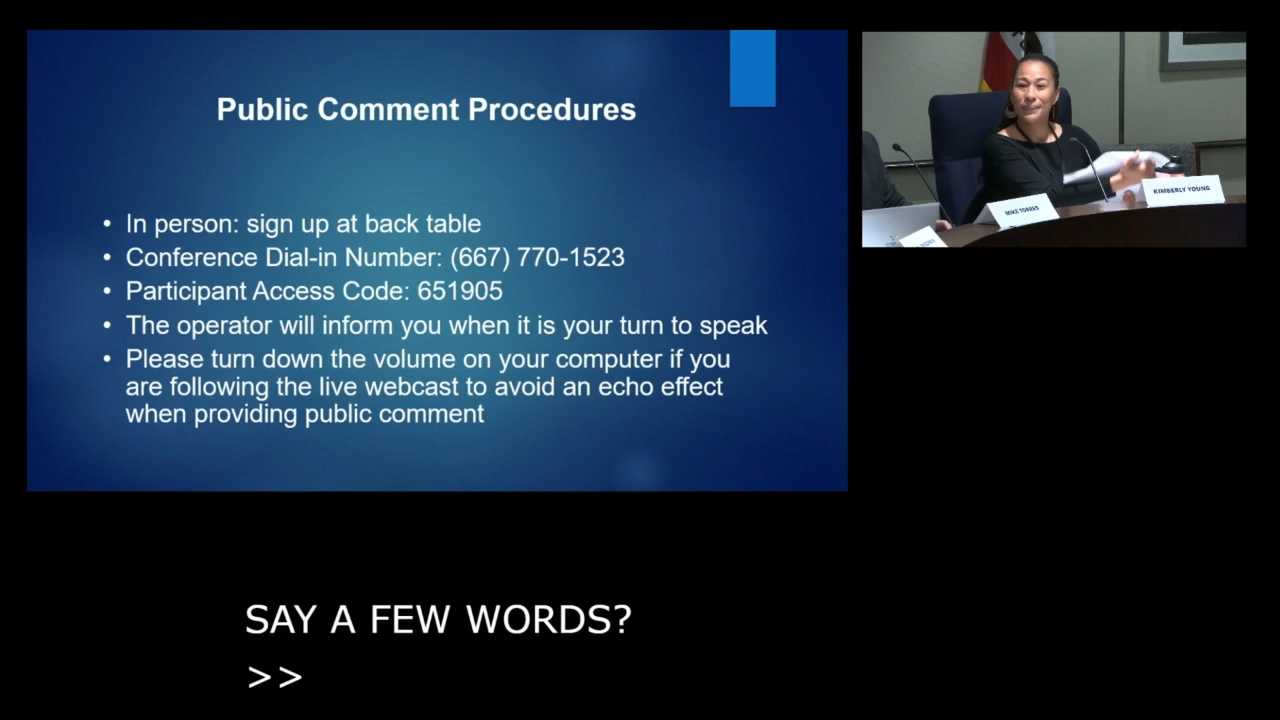 Public Comment Procedures
• In person: sign up at back table
• Conference Dial-in Number: (667) 770-1523
• Participant Access Code: 651905
• The operator will inform you when it is your turn to speak
• Please turn down the volume on your computer if you
are following the live webcast to avoid an echo effect
when providing public comment
KIMBERLY YOUNG
MIKE TORRES
SAY A FEW WORDS?
>>